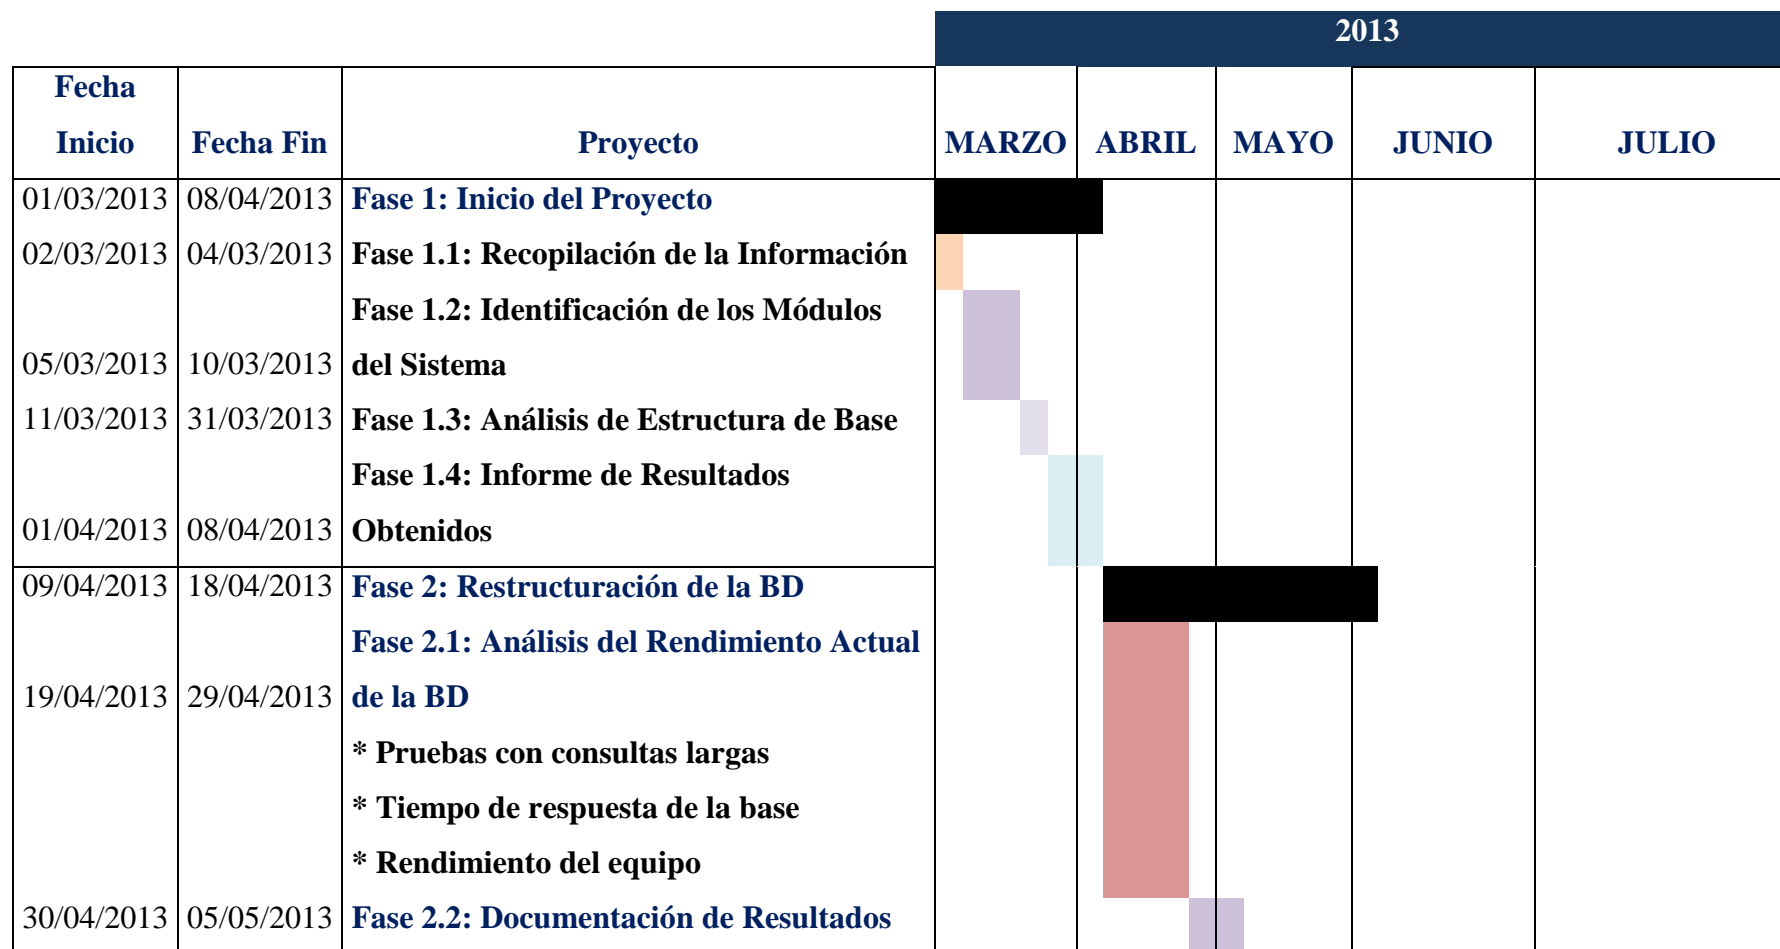 2013
Fecha
Inicio Fecha Fin Proyecto MARZO ABRIL MAYO JUNIO JULIO
01/03/2013 08/04/2013 Fase 1: Inicio del Proyecto
02/03/2013 04/03/2013 Fase 1.1: Recopilación de la Información
Fase 1.2: Identificación de los Módulos
05/03/2013 10/03/2013 del Sistema
11/03/2013 31/03/2013 Fase 1.3: Análisis de Estructura de Base
Fase 1.4: Informe de Resultados
01/04/2013 08/04/2013 Obtenidos
09/04/2013 18/04/2013 Fase 2: Restructuración de la BD
Fase 2.1: Análisis del Rendimiento Actual
19/04/2013 29/04/2013 de la BD
* Pruebas con consultas largas
* Tiempo de respuesta de la base
* Rendimiento del equipo
30/04/2013 05/05/2013 Fase 2.2: Documentación de Resultados